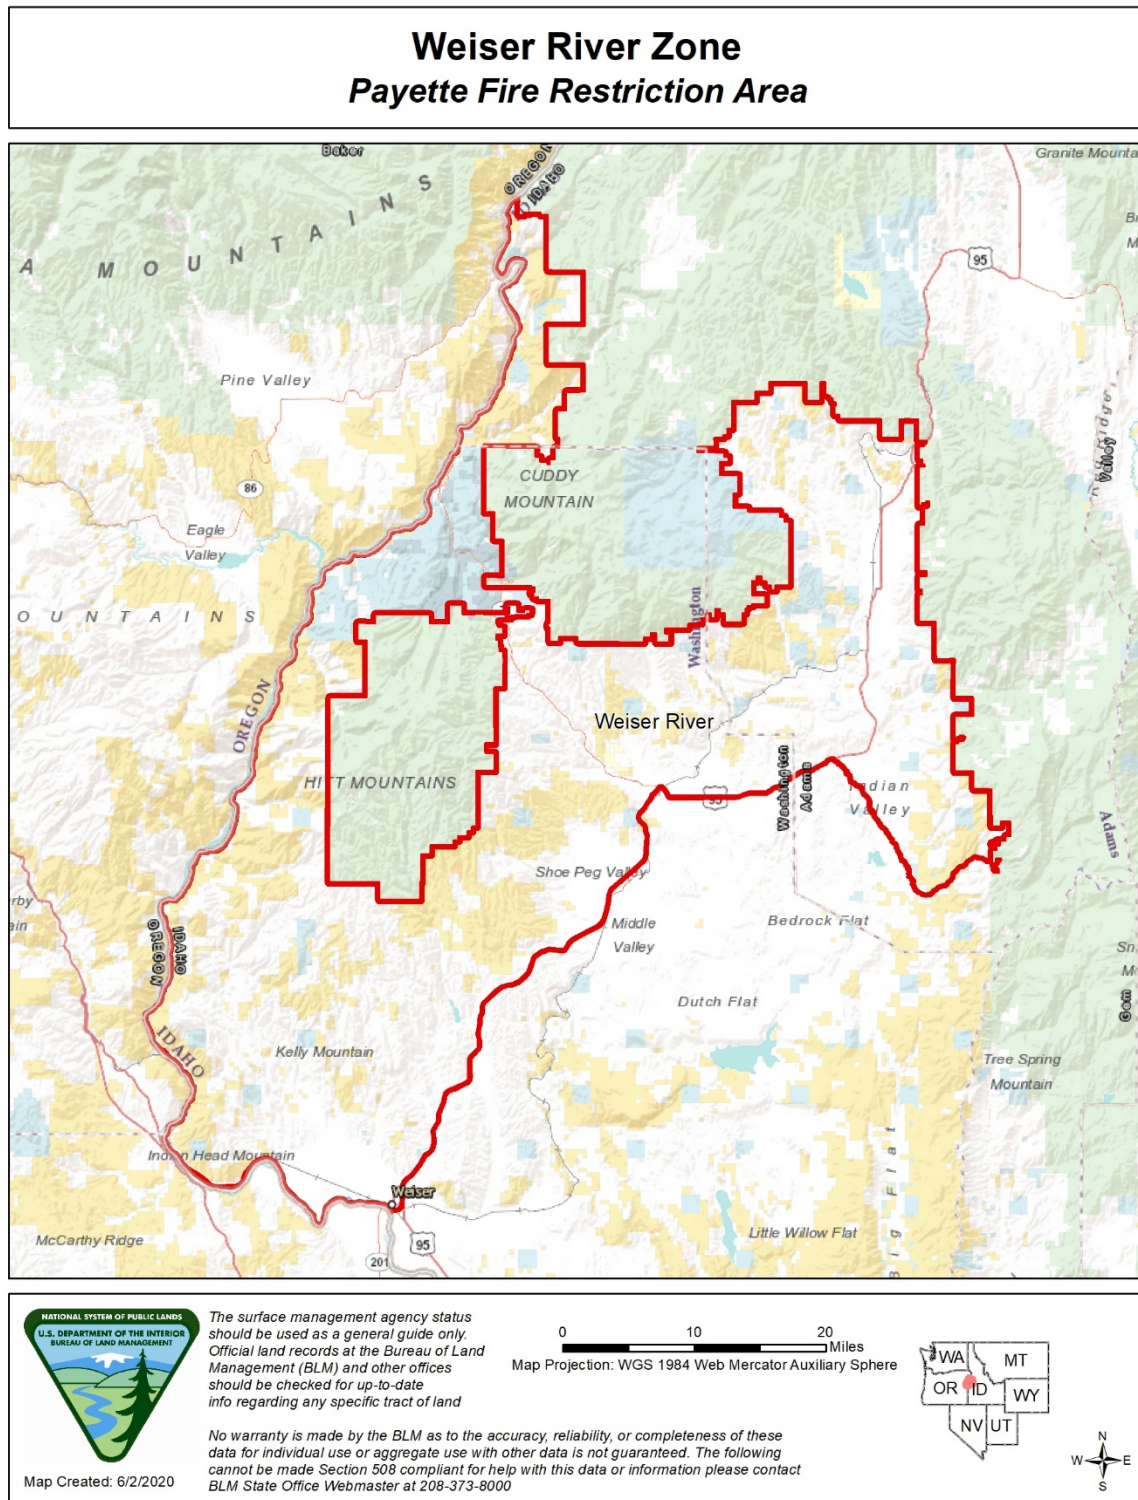 Weiser River Zone
Payette Fire Restriction Area
Baker
OREGON
IDAHO
Granite Mounta
A MOUNTAINS
95
Pine Valley
86
CUDDY
MOUNTAIN
Valley
Eagle
Valley
OUNTAINS
Washington
OREGON
Weiser River
HITT MOUNTAINS
95
Washington
Adams
Indian
Valley
Adams
Shoe Peg Valley
Middle
Valley
Bedrock Flat
IDAHO
OREGON
Dutch Flat
Gem
IDAHO
Kelly Mountain
Tree Spring
Mountain
Indian Head Mountain
Weiser
Big Flat
McCarthy Ridge
95
201
Little Willow Flat
NATIONAL SYSTEM OF PUBLIC LANDS
U.S. DEPARTMENT OF THE INTERIOR
BUREAU OF LAND MANAGEMENT
Map Created: 6/2/2020
The surface management agency status
should be used as a general guide only.
Official land records at the Bureau of Land
Management (BLM) and other offices
should be checked for up-to-date
info regarding any specific tract of land
No warranty is made by the BLM as to the accuracy, reliability, or completeness of these
data for individual use or aggregate use with other data is not guaranteed. The following
cannot be made Section 508 compliant for help with this data or information please contact
BLM State Office Webmaster at 208-373-8000
0 10 20
Miles
Map Projection: WGS 1984 Web Mercator Auxiliary Sphere
WA MT
OR ID WY
NV UT
N
W E
S